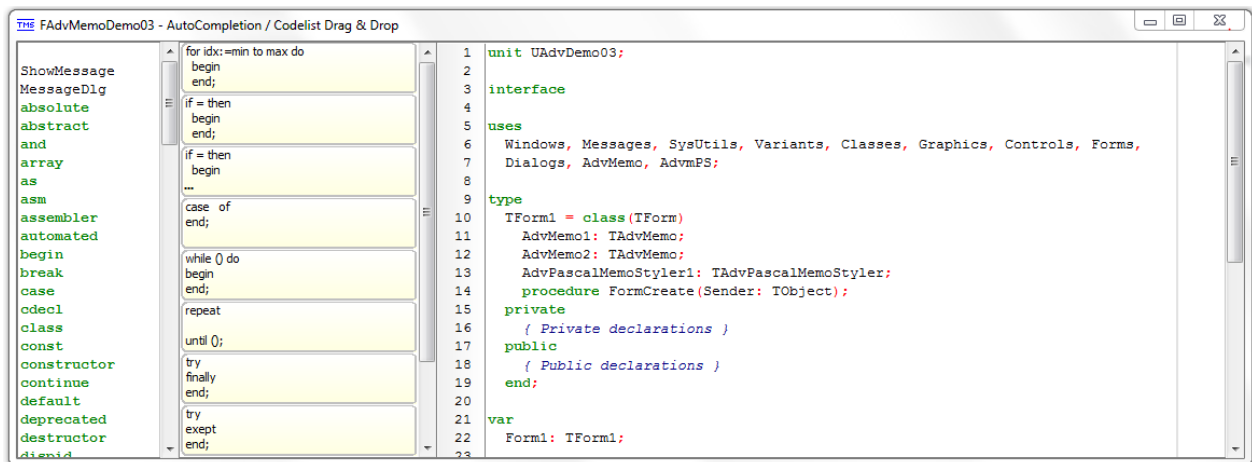 TMS FAdvMemoDemo03 - AutoCompletion / Codelist Drag & Drop
ShowMessage
MessageDlg
absolute
abstract
and
array
as
asm
assembler
automated
begin
break
case
cdecl
class
const
constructor
continue
default
deprecated
destructor
dispid
for idx:=min to max do
begin
end;
if = then
begin
end;
if = then
begin
...
case of
end;
while () do
begin
end;
repeat
until ();
try
finally
end;
try
exept
end;
1 unit UAdvDemo03;
2
3 interface
4
5 uses
6 Windows, Messages, SysUtils, Variants, Classes, Graphics, Controls, Forms,
7 Dialogs, AdvMemo, AdvmPS;
8
9 type
10 TForm1 = class(TForm)
11 AdvMemo1: TAdvMemo;
12 AdvMemo2: TAdvMemo;
13 AdvPascalMemoStyler1: TAdvPascalMemoStyler;
14 procedure FormCreate(Sender: TObject);
15 private
16 { Private declarations }
17 public
18 { Public declarations }
19 end;
20
21 var
22 Form1: TForm1;
23